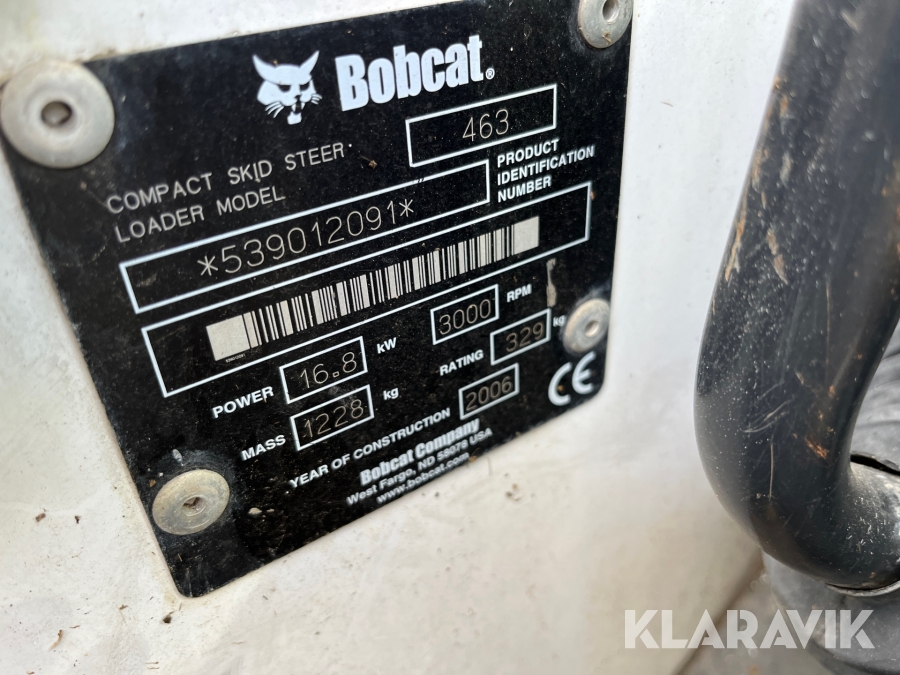 Bobcat®
COMPACT SKID STEER
LOADER MODEL
463
PRODUCT
IDENTIFICATION
NUMBER
*539012091*
POWER 16.8 kW 3000 RPM
MASS 1228 kg RATING 329 kg
YEAR OF CONSTRUCTION 2006
CE
Bobcat Company
West Fargo, ND 58078 USA
www.bobcat.com
KLARAVIK